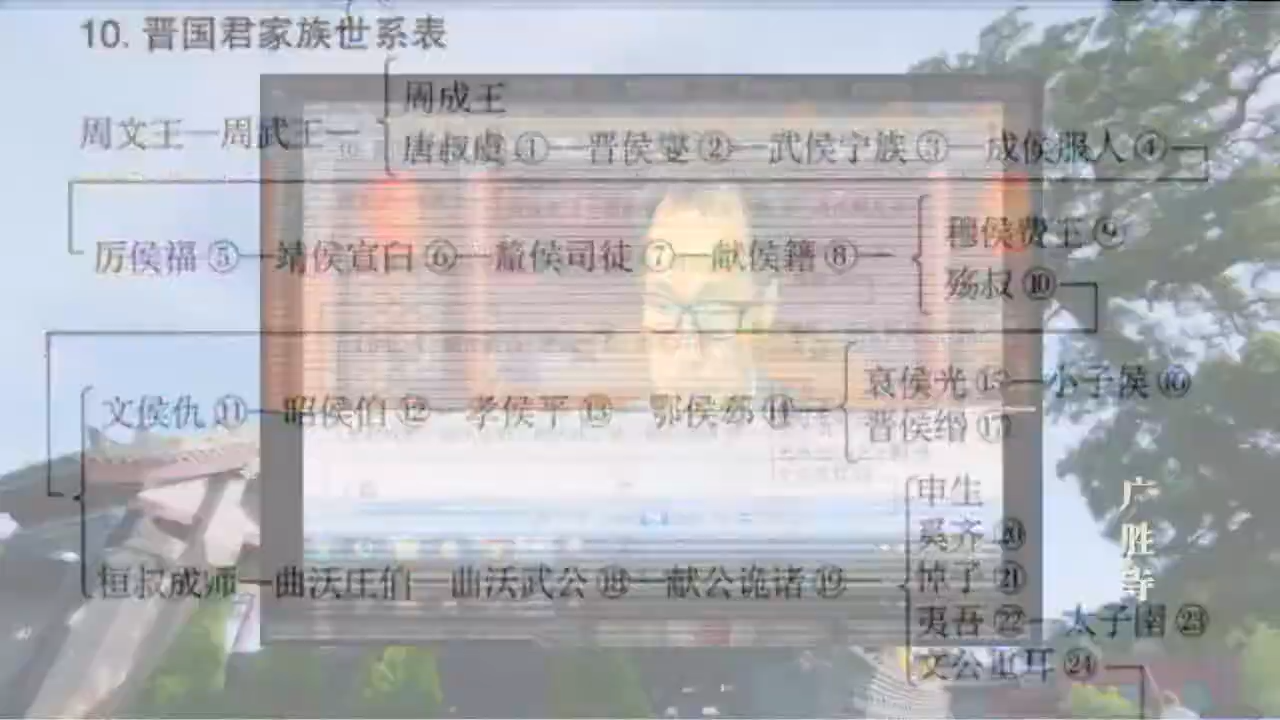 10. 晋国君家族世系表
周成王
周文王—周武王—
唐叔虞①—晋侯燮②—武侯宁族③—成侯服人④
穆侯费王⑨
厉侯福⑤—靖侯宜臼⑥—釐侯司徒⑦—献侯籍⑧—
殇叔⑩
哀侯光⑮—小子侯⑯
文侯仇⑪—昭侯伯⑫—孝侯平⑬—鄂侯郄⑭—
晋侯缗⑰
申生
奚齐⑳
桓叔成师—曲沃庄伯—曲沃武公⑱—献公诡诸⑲—
悼子㉑
夷吾㉒—太子圉㉓
文公重耳㉔
广胜寺